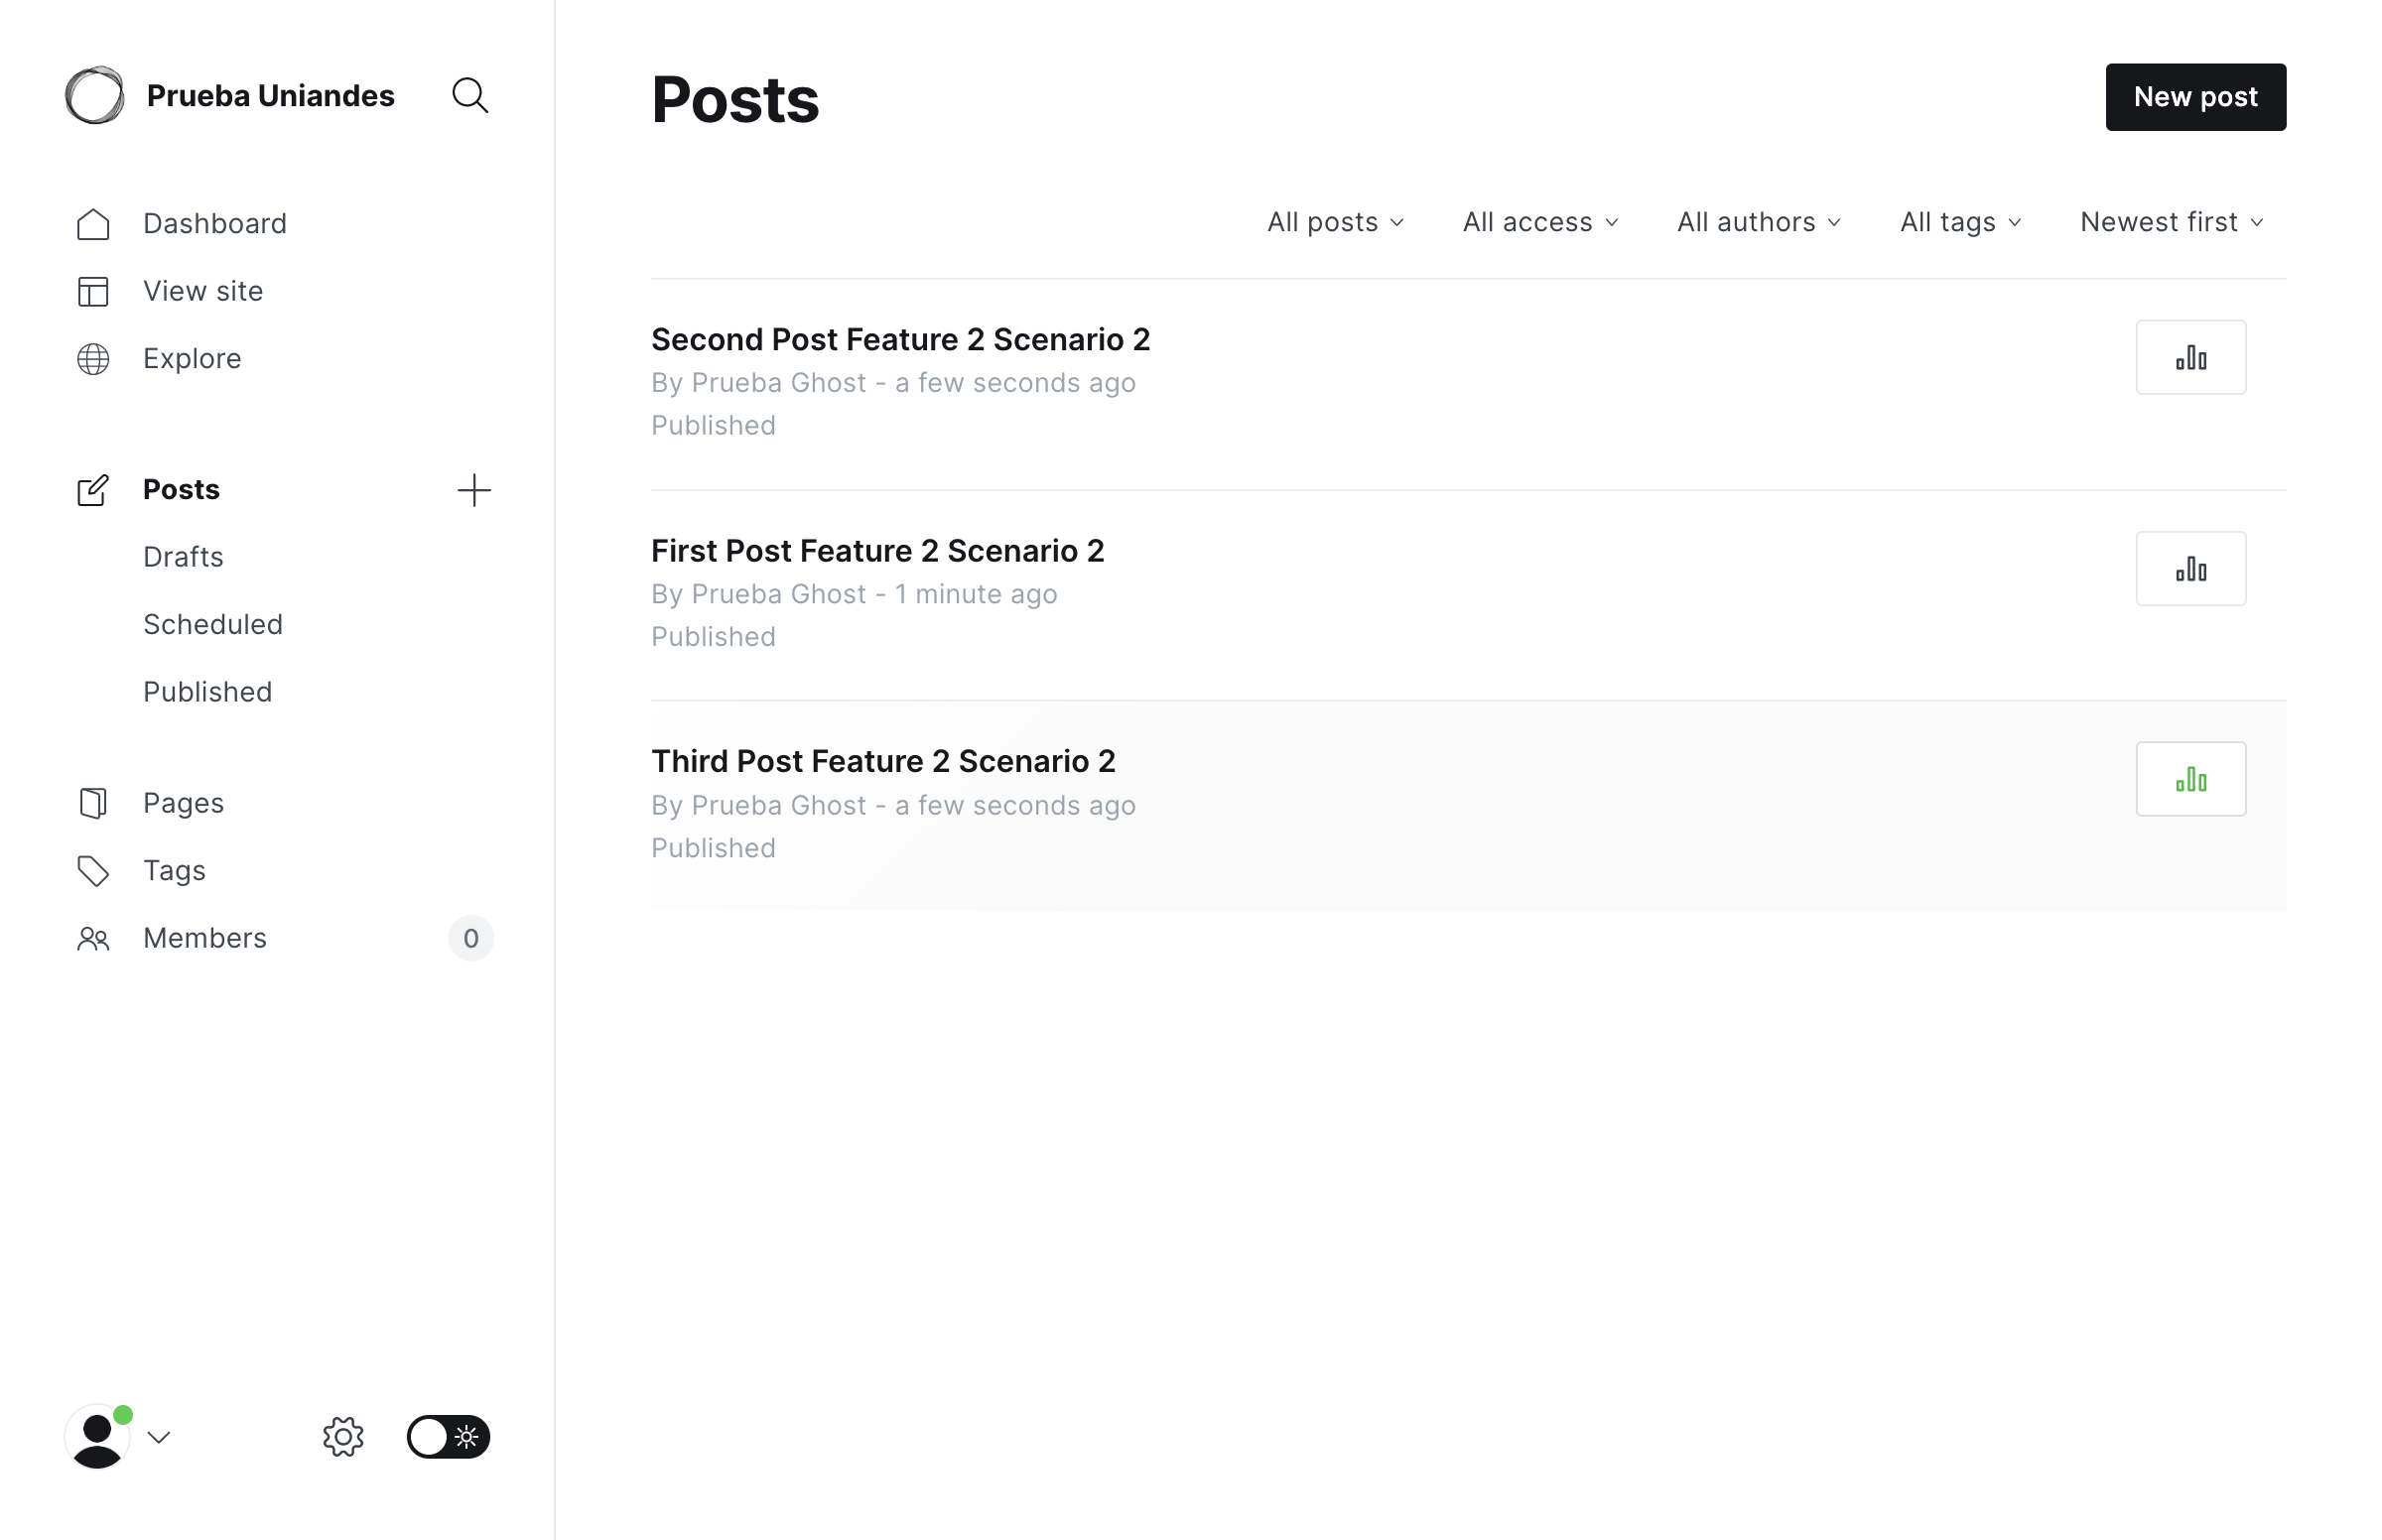 Prueba Uniandes
Dashboard
View site
Explore
Posts
Drafts
Scheduled
Published
Pages
Tags
Members
0
Posts
New post
All posts
All access
All authors
All tags
Newest first
Second Post Feature 2 Scenario 2
By Prueba Ghost - a few seconds ago
Published
First Post Feature 2 Scenario 2
By Prueba Ghost - 1 minute ago
Published
Third Post Feature 2 Scenario 2
By Prueba Ghost - a few seconds ago
Published